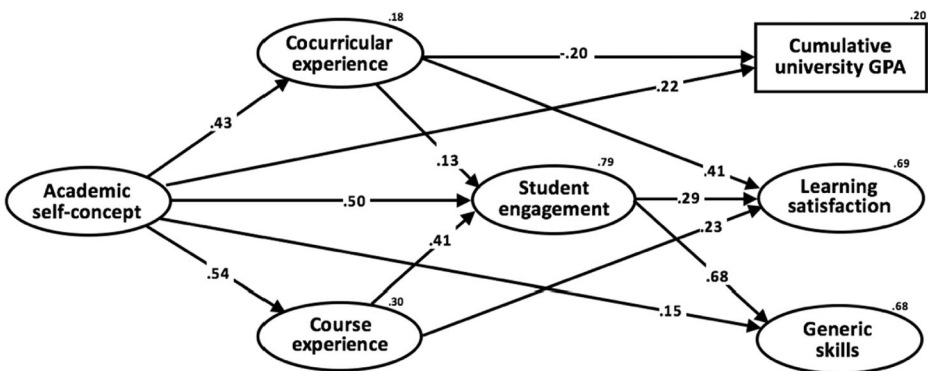 .18
Cocurricular
experience
.20
Cumulative
university GPA
-.20
.22
.43
.13
.79
.69
Academic
self-concept
.50
Student
engagement
.41
.29
Learning
satisfaction
.23
.41
.54
.68
.30
.15
.68
Course
experience
Generic
skills